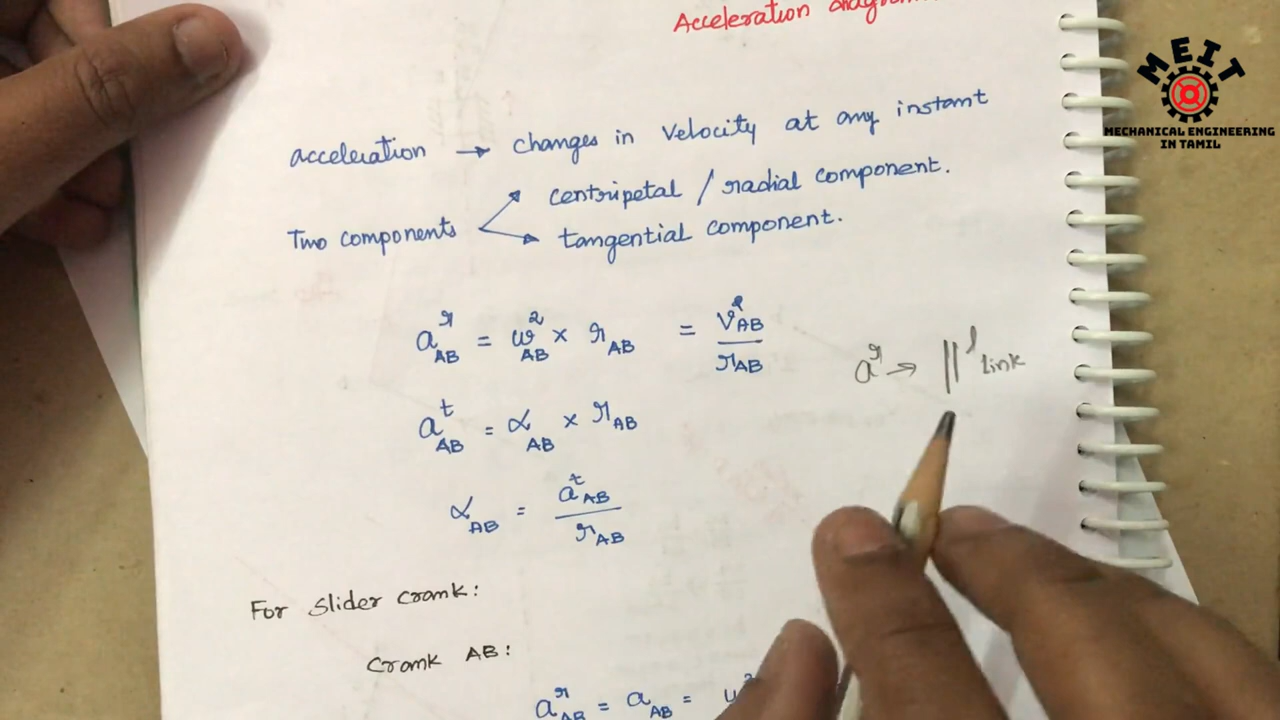 Acceleration
MEIT
MECHANICAL ENGINEERING
IN TAMIL
acceleration → changes in velocity at any instant
Two components → centripetal / radial component.
→ tangential component.
a^r_AB = ω²_AB × r_AB = V²_AB / r_AB
a^r → ||^l link
a^t_AB = α_AB × r_AB
α_AB = a^t_AB / r_AB
For Slider crank:
Crank AB:
a^r_AB = a_AB =